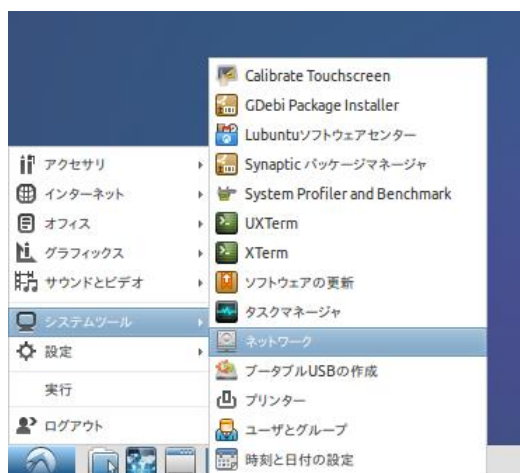 アクセサリ
インターネット
オフィス
グラフィックス
サウンドとビデオ
システムツール
設定
実行
ログアウト
Calibrate Touchscreen
GDebi Package Installer
Lubuntuソフトウェアセンター
Synaptic パッケージマネージャ
System Profiler and Benchmark
UXTerm
XTerm
ソフトウェアの更新
タスクマネージャ
ネットワーク
ブータブルUSBの作成
プリンター
ユーザとグループ
時刻と日付の設定